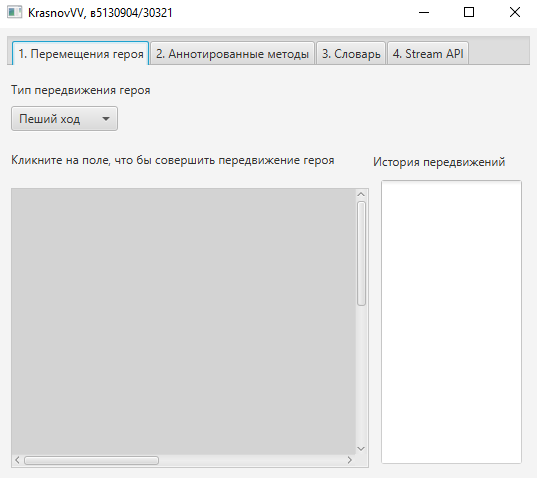 KrasnovVV, в5130904/30321
1. Перемещения героя 2. Аннотированные методы 3. Словарь 4. Stream API
Тип передвижения героя
Пеший ход
Кликните на поле, что бы совершить передвижение героя
История передвижений